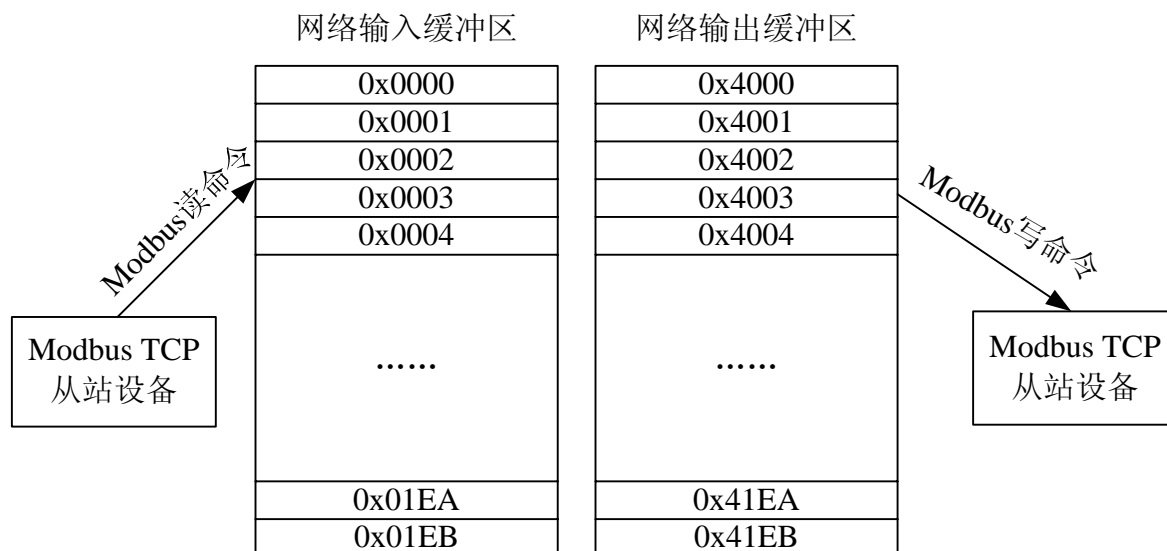 网络输入缓冲区
网络输出缓冲区
0x0000
0x4000
0x0001
0x4001
0x0002
0x4002
0x0003
0x4003
0x0004
0x4004
Modbus读命令
Modbus写命令
Modbus TCP
从站设备
......
......
Modbus TCP
从站设备
0x01EA
0x41EA
0x01EB
0x41EB